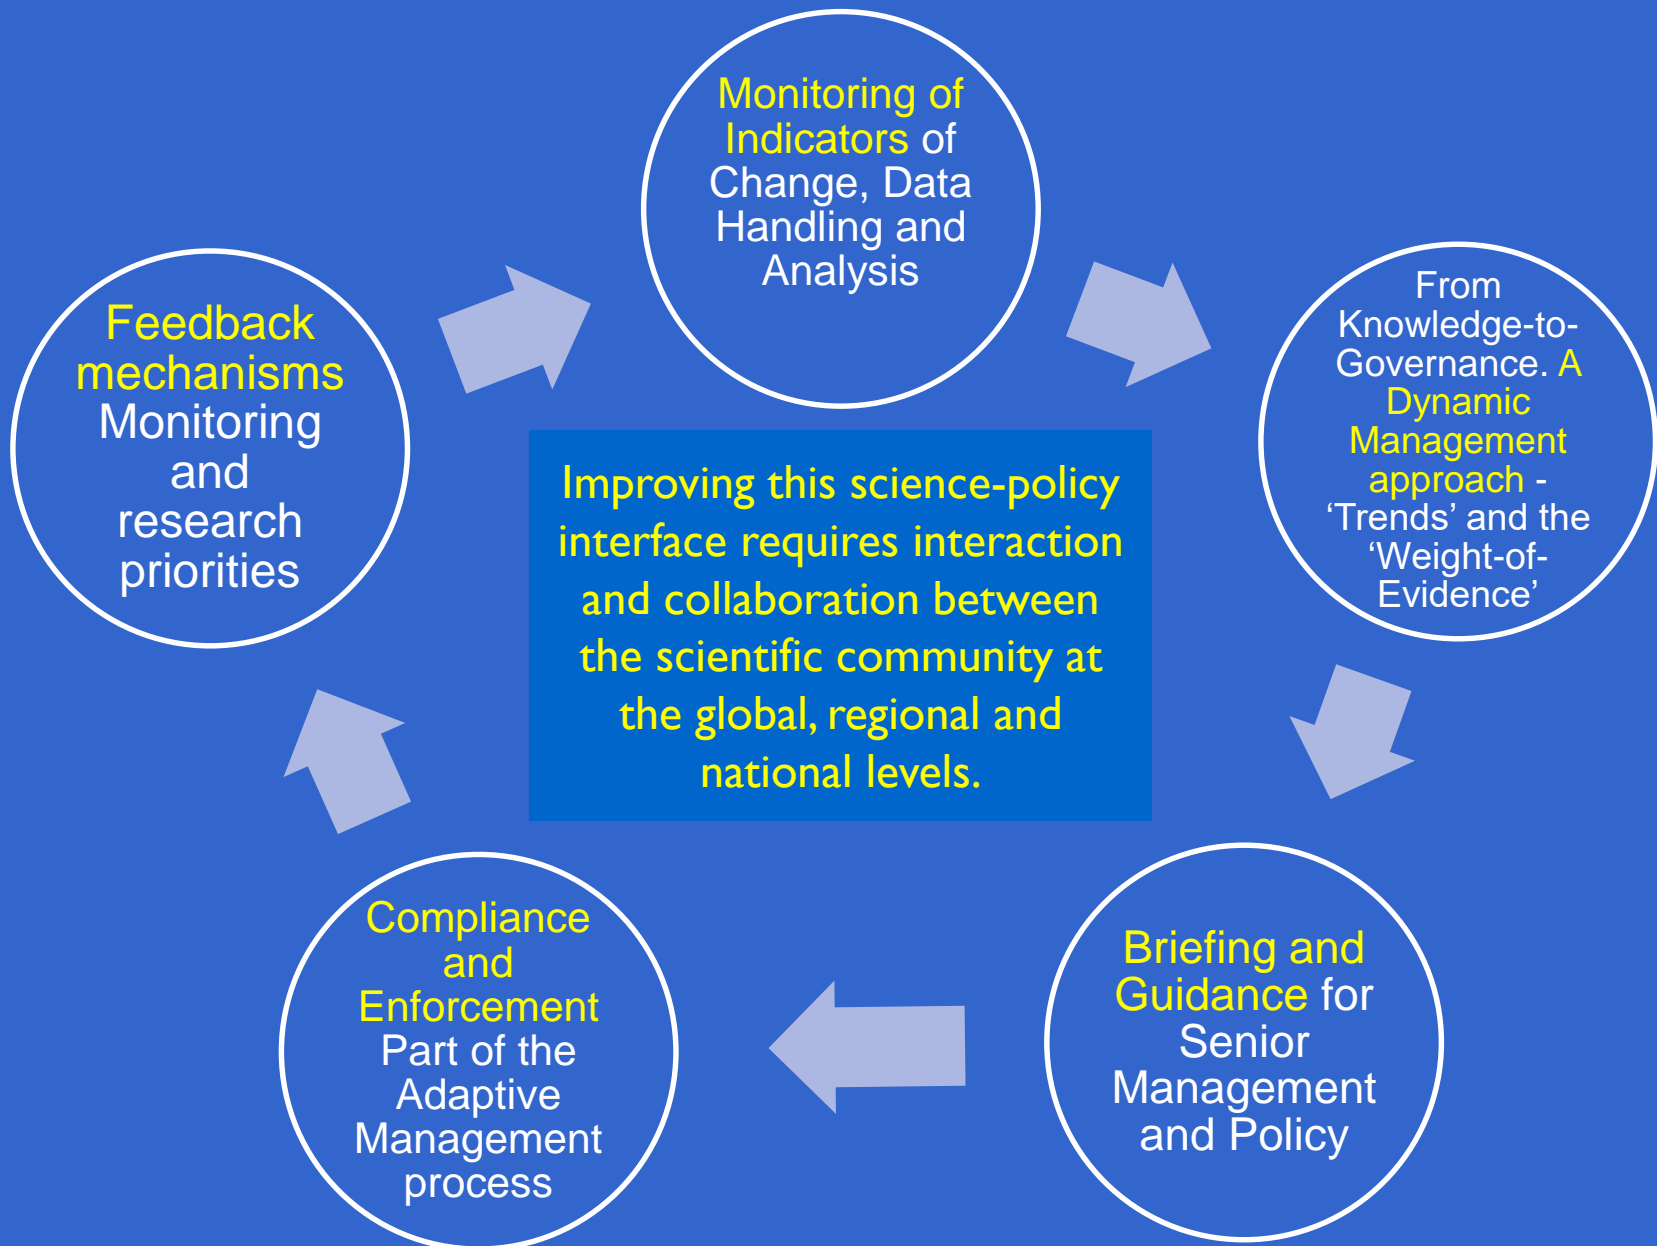 Monitoring of
Indicators of
Change, Data
Handling and
Analysis
From
Knowledge-to-
Governance. A
Dynamic
Management
approach -
‘Trends’ and the
‘Weight-of-
Evidence’
Briefing and
Guidance for
Senior
Management
and Policy
Compliance
and
Enforcement
Part of the
Adaptive
Management
process
Feedback
mechanisms
Monitoring
and
research
priorities
Improving this science-policy
interface requires interaction
and collaboration between
the scientific community at
the global, regional and
national levels.